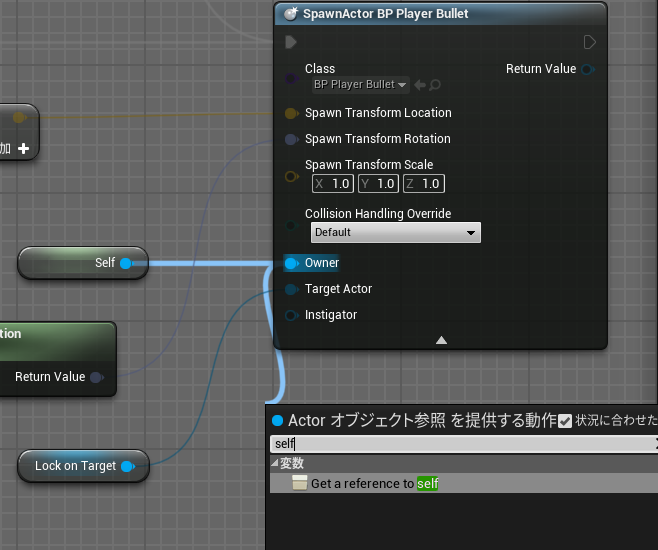 SpawnActor BP Player Bullet
Class
Return Value
BP Player Bullet
Spawn Transform Location
Spawn Transform Rotation
加
Spawn Transform Scale
X 1.0 Y 1.0 Z 1.0
Collision Handling Override
Default
Self
Owner
Target Actor
Instigator
tion
Return Value
Lock on Target
Actor オブジェクト参照 を提供する動作
状況に合わせた
self
変数
Get a reference to self